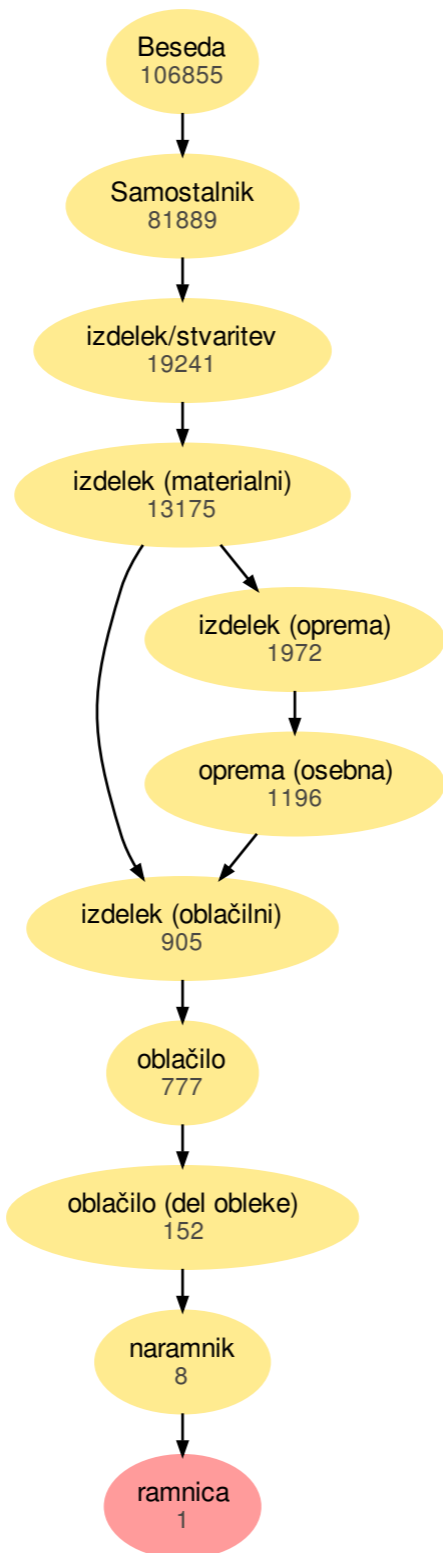 Beseda
106855
Samostalnik
81889
izdelek/stvaritev
19241
izdelek (materialni)
13175
izdelek (oprema)
1972
oprema (osebna)
1196
izdelek (oblačilni)
905
oblačilo
777
oblačilo (del obleke)
152
naramnik
8
ramnica
1